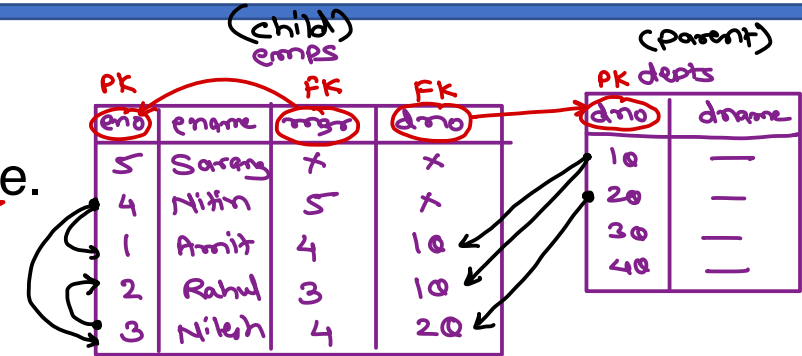 (child)
emps
(parent)
depts
PK FK FK
PK
eno ename mgr dno
dno dname
5 Sarang x x
4 Nitin 5 x
1 Amit 4 10
2 Rahul 3 10
3 Nilesh 4 20
10 —
20 —
30 —
40 —
e.